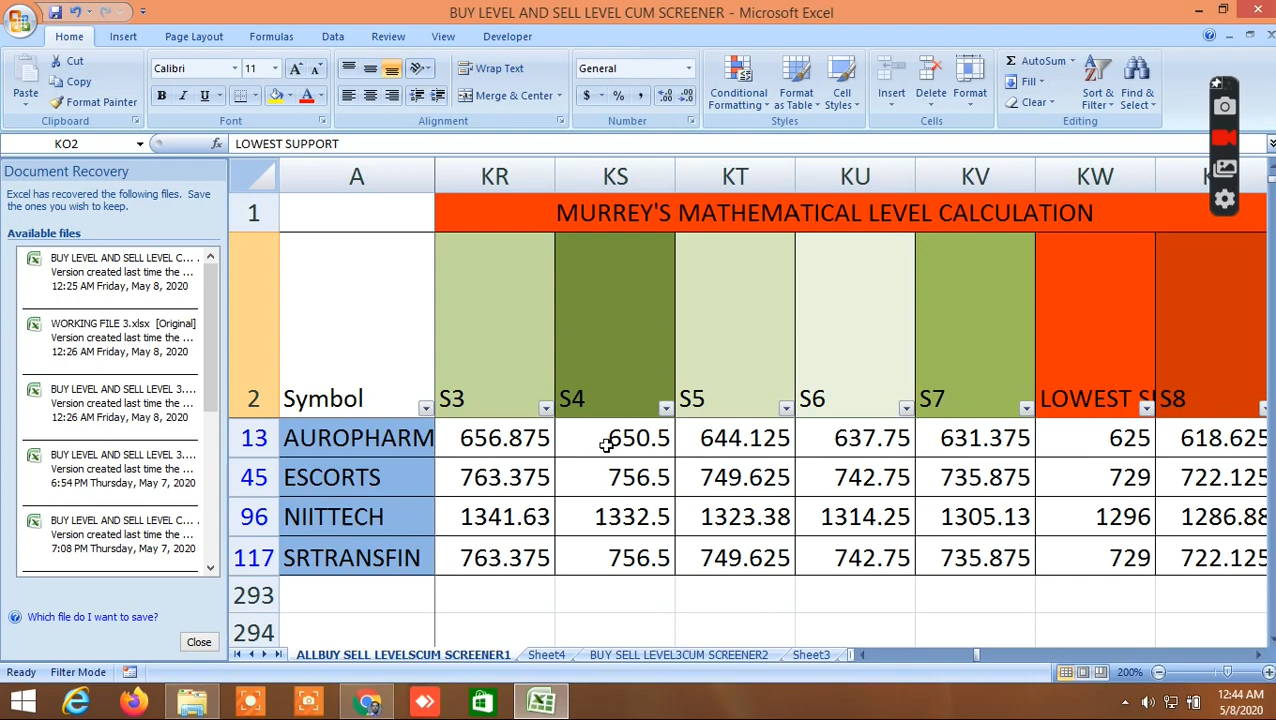 BUY LEVEL AND SELL LEVEL CUM SCREENER - Microsoft Excel
Home Insert Page Layout Formulas Data Review View Developer
Paste
Cut
Copy
Format Painter
Clipboard
Calibri 11
B I U
Font
Wrap Text
Merge & Center
Alignment
General
$ % ,
Number
Conditional Formatting
Format as Table
Cell Styles
Styles
Insert Delete Format
Cells
AutoSum
Fill
Clear
Sort & Filter
Find & Select
Editing
KO2 fx LOWEST SUPPORT
Document Recovery
Excel has recovered the following files. Save
the ones you wish to keep.
Available files
BUY LEVEL AND SELL LEVEL C...
Version created last time the ...
12:25 AM Friday, May 8, 2020
WORKING FILE 3.xlsx [Original]
Version created last time the ...
12:26 AM Friday, May 8, 2020
BUY LEVEL AND SELL LEVEL 3....
Version created last time the ...
12:26 AM Friday, May 8, 2020
BUY LEVEL AND SELL LEVEL 3....
Version created last time the ...
6:54 PM Thursday, May 7, 2020
BUY LEVEL AND SELL LEVEL C...
Version created last time the ...
7:08 PM Thursday, May 7, 2020
Which file do I want to save?
Close
A KR KS KT KU KV KW
1 MURREY'S MATHEMATICAL LEVEL CALCULATION
2 Symbol S3 S4 S5 S6 S7 LOWEST S S8
13 AUROPHARM 656.875 650.5 644.125 637.75 631.375 625 618.625
45 ESCORTS 763.375 756.5 749.625 742.75 735.875 729 722.125
96 NIITTECH 1341.63 1332.5 1323.38 1314.25 1305.13 1296 1286.88
117 SRTRANSFIN 763.375 756.5 749.625 742.75 735.875 729 722.125
293
294
ALLBUY SELL LEVELSCUM SCREENER1 Sheet4 BUY SELL LEVEL3CUM SCREENER2 Sheet3
Ready Filter Mode 200%
12:44 AM
5/8/2020